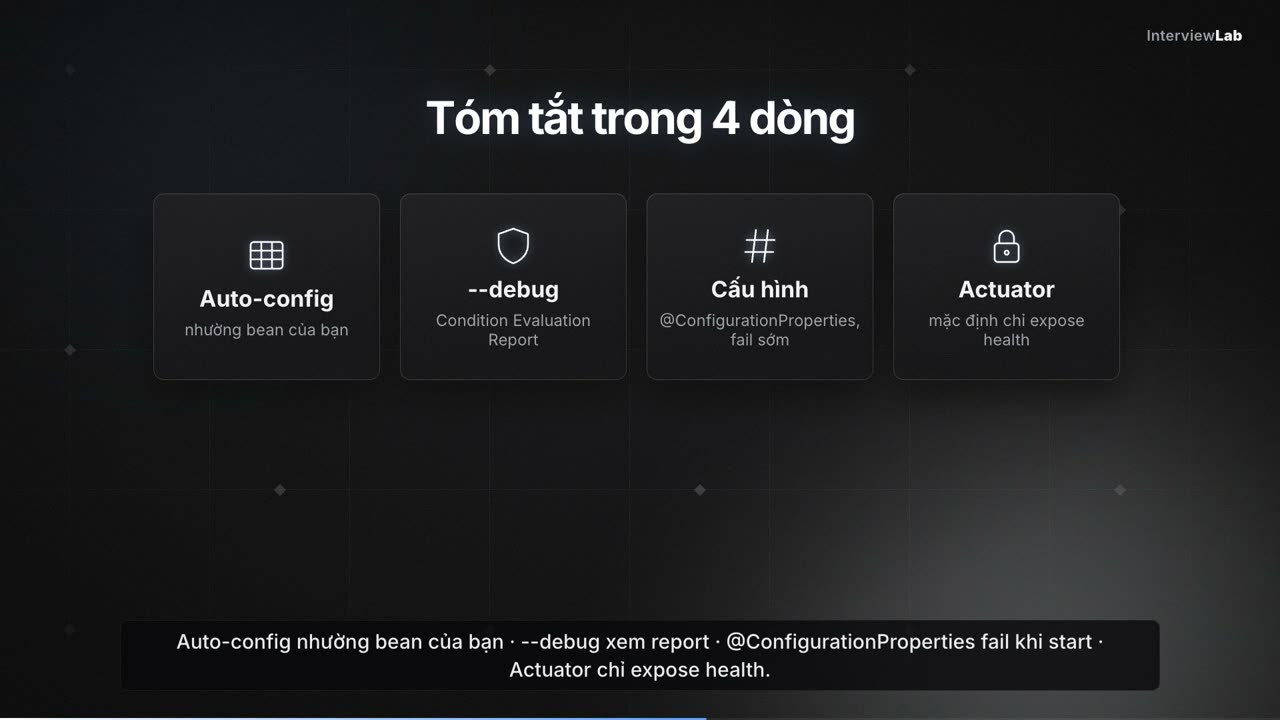 InterviewLab
Tóm tắt trong 4 dòng
Auto-config
nhường bean của bạn
--debug
Condition Evaluation
Report
Cấu hình
@ConfigurationProperties,
fail sớm
Actuator
mặc định chỉ expose
health
Auto-config nhường bean của bạn · --debug xem report · @ConfigurationProperties fail khi start ·
Actuator chỉ expose health.